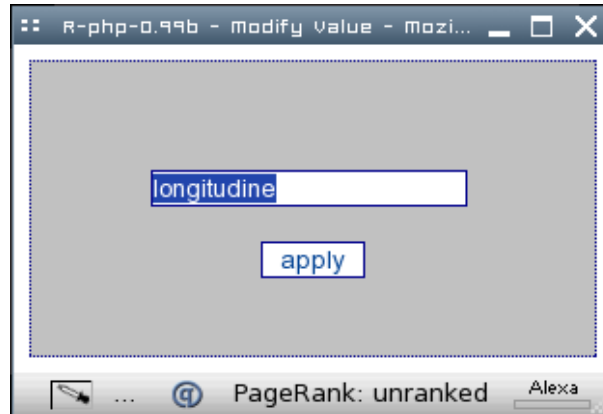 R-php-0.99b - Modify Value - Mozi...
longitudine
apply
... @ PageRank: unranked Alexa